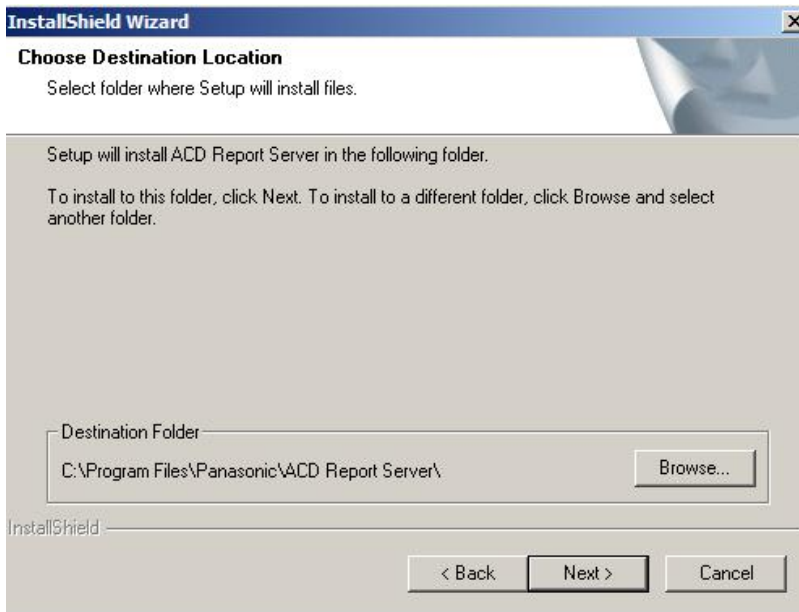 InstallShield Wizard
Choose Destination Location
Select folder where Setup will install files.
Setup will install ACD Report Server in the following folder.
To install to this folder, click Next. To install to a different folder, click Browse and select
another folder.
Destination Folder
C:\Program Files\Panasonic\ACD Report Server\
Browse...
InstallShield
< Back
Next >
Cancel